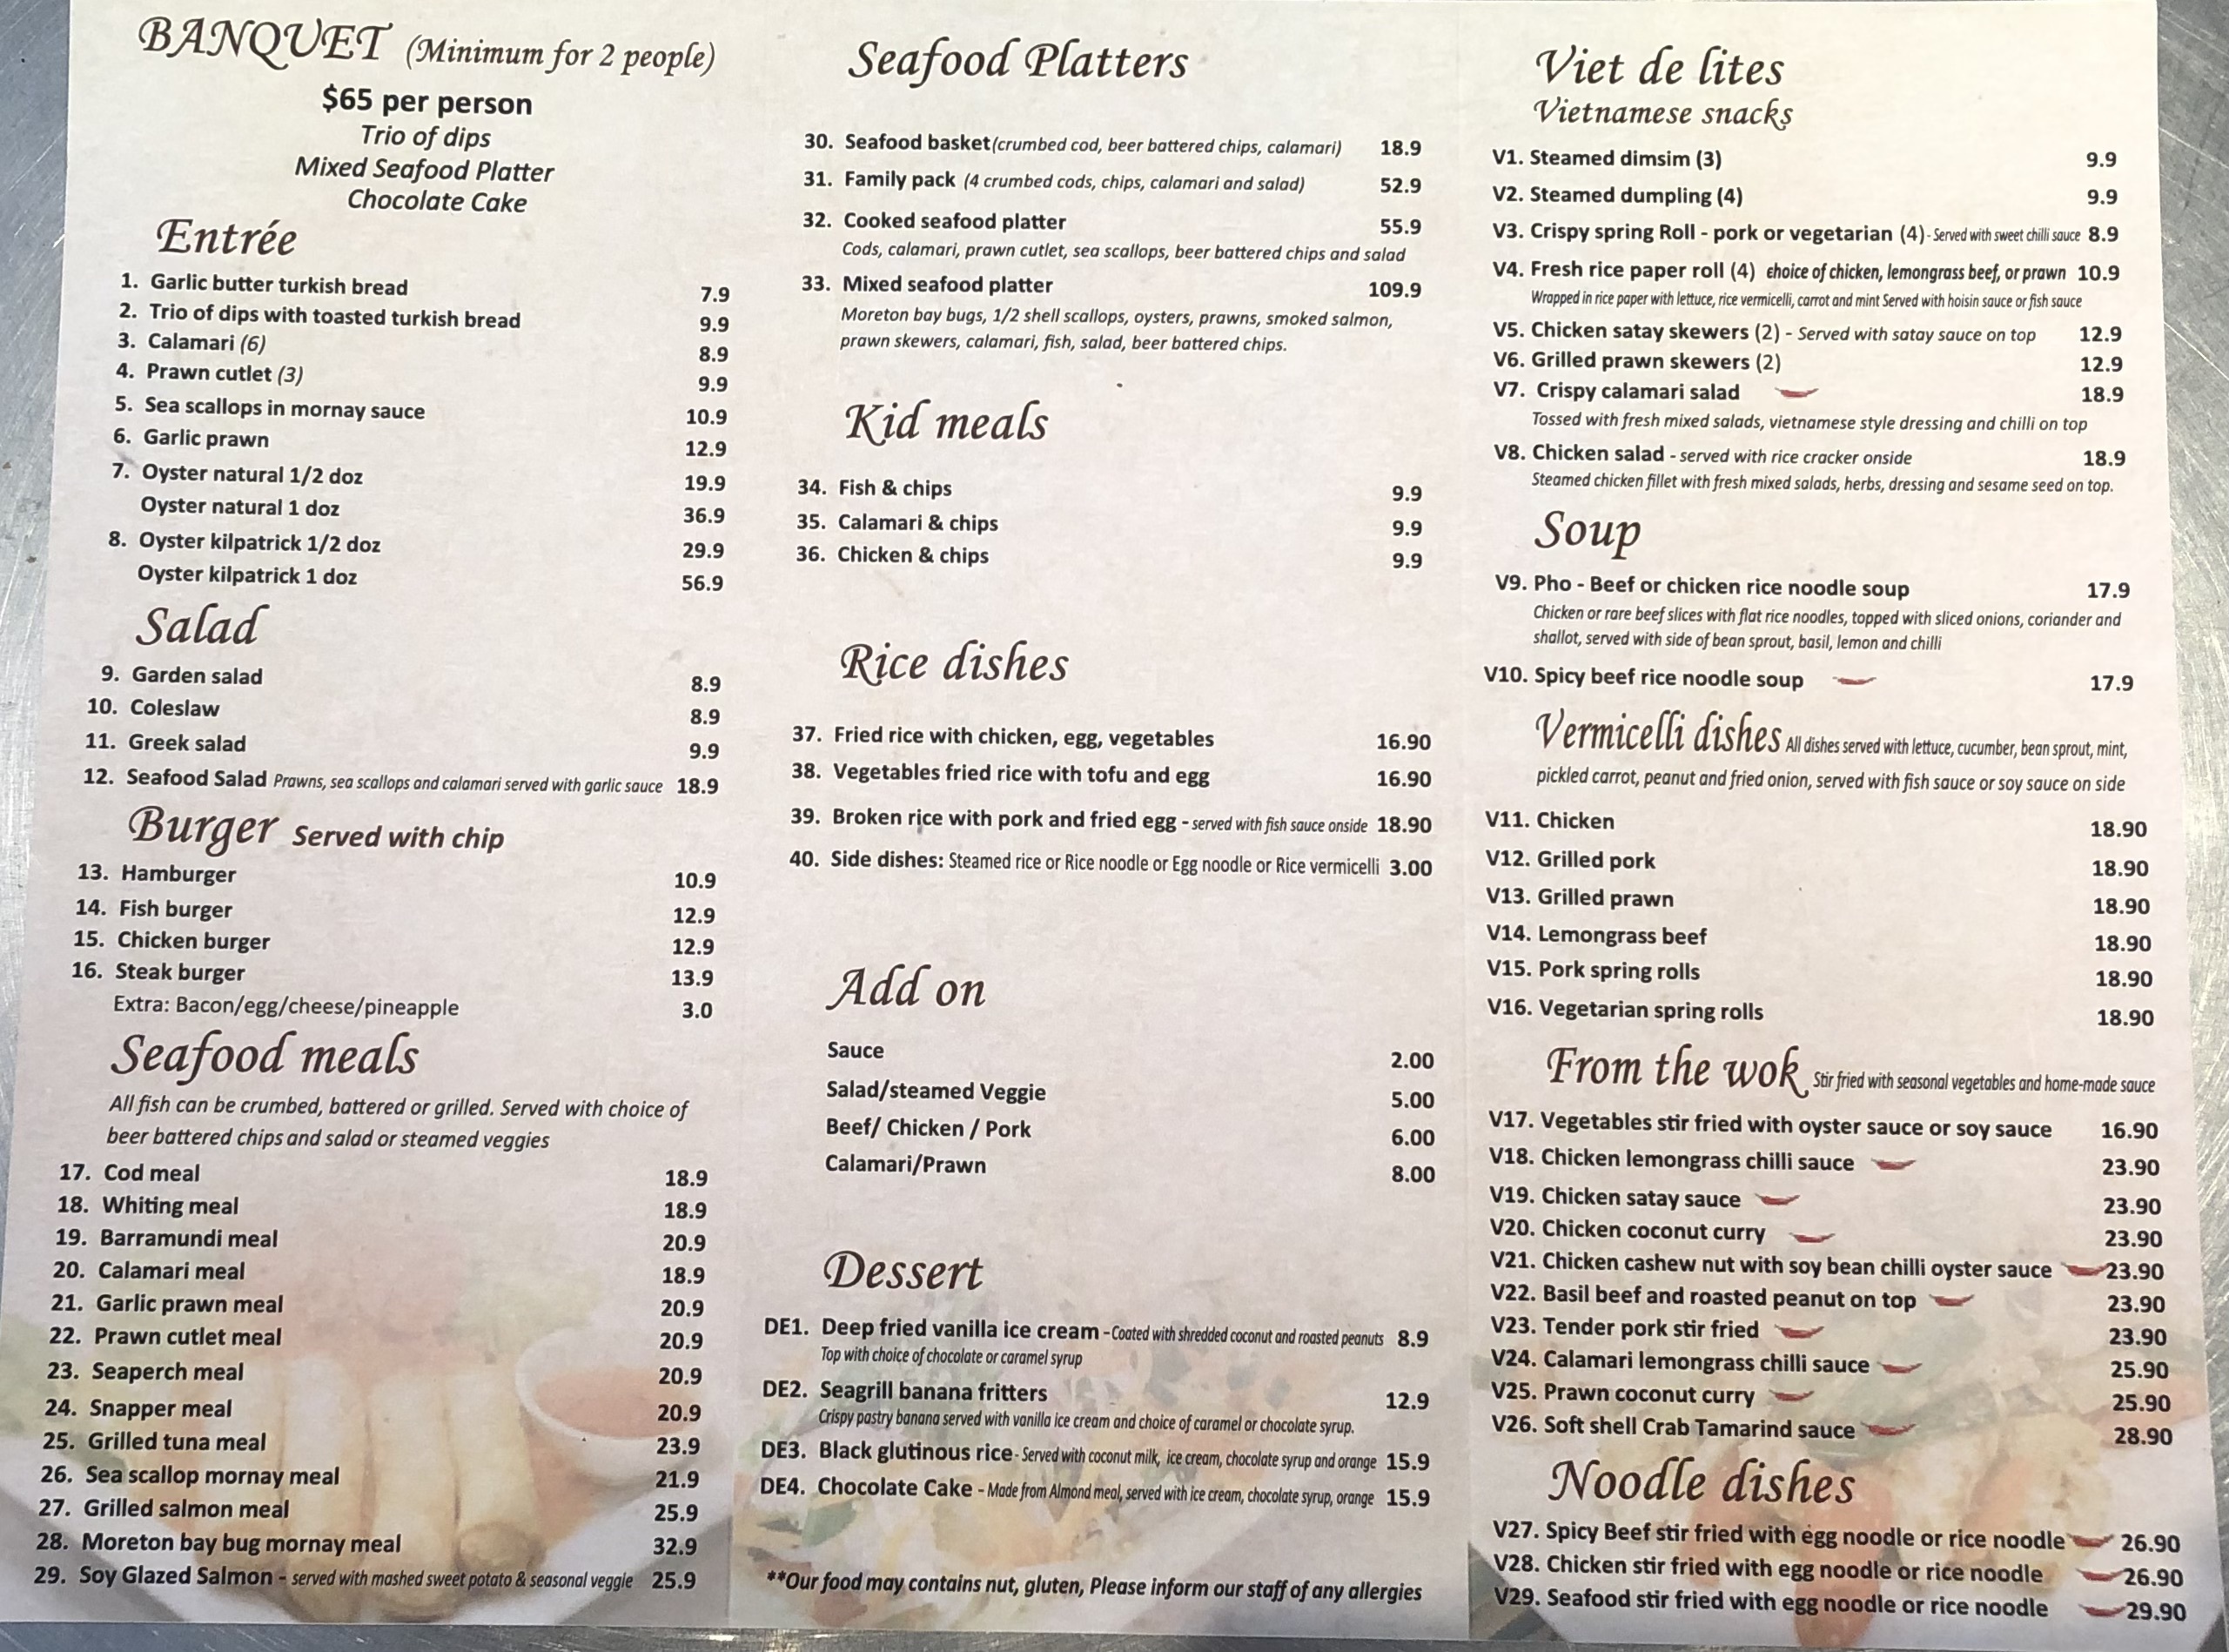 BANQUET (Minimum for 2 people)
$65 per person
Trio of dips
Mixed Seafood Platter
Chocolate Cake
Entrée
1. Garlic butter turkish bread 7.9
2. Trio of dips with toasted turkish bread 9.9
3. Calamari (6) 8.9
4. Prawn cutlet (3) 9.9
5. Sea scallops in mornay sauce 10.9
6. Garlic prawn 12.9
7. Oyster natural 1/2 doz 19.9
Oyster natural 1 doz 36.9
8. Oyster kilpatrick 1/2 doz 29.9
Oyster kilpatrick 1 doz 56.9
Salad
9. Garden salad 8.9
10. Coleslaw 8.9
11. Greek salad 9.9
12. Seafood Salad Prawns, sea scallops and calamari served with garlic sauce 18.9
Burger Served with chip
13. Hamburger 10.9
14. Fish burger 12.9
15. Chicken burger 12.9
16. Steak burger 13.9
Extra: Bacon/egg/cheese/pineapple 3.0
Seafood meals
All fish can be crumbed, battered or grilled. Served with choice of
beer battered chips and salad or steamed veggies
17. Cod meal 18.9
18. Whiting meal 18.9
19. Barramundi meal 20.9
20. Calamari meal 18.9
21. Garlic prawn meal 20.9
22. Prawn cutlet meal 20.9
23. Seaperch meal 20.9
24. Snapper meal 20.9
25. Grilled tuna meal 23.9
26. Sea scallop mornay meal 21.9
27. Grilled salmon meal 25.9
28. Moreton bay bug mornay meal 32.9
29. Soy Glazed Salmon - served with mashed sweet potato & seasonal veggie 25.9
Seafood Platters
30. Seafood basket (crumbed cod, beer battered chips, calamari) 18.9
31. Family pack (4 crumbed cods, chips, calamari and salad) 52.9
32. Cooked seafood platter 55.9
Cods, calamari, prawn cutlet, sea scallops, beer battered chips and salad
33. Mixed seafood platter 109.9
Moreton bay bugs, 1/2 shell scallops, oysters, prawns, smoked salmon,
prawn skewers, calamari, fish, salad, beer battered chips.
Kid meals
34. Fish & chips 9.9
35. Calamari & chips 9.9
36. Chicken & chips 9.9
Rice dishes
37. Fried rice with chicken, egg, vegetables 16.90
38. Vegetables fried rice with tofu and egg 16.90
39. Broken rice with pork and fried egg - served with fish sauce onside 18.90
40. Side dishes: Steamed rice or Rice noodle or Egg noodle or Rice vermicelli 3.00
Add on
Sauce 2.00
Salad/steamed Veggie 5.00
Beef/ Chicken / Pork 6.00
Calamari/Prawn 8.00
Dessert
DE1. Deep fried vanilla ice cream - Coated with shredded coconut and roasted peanuts 8.9
Top with choice of chocolate or caramel syrup
DE2. Seagrill banana fritters 12.9
Crispy pastry banana served with vanilla ice cream and choice of caramel or chocolate syrup.
DE3. Black glutinous rice - Served with coconut milk, ice cream, chocolate syrup and orange 15.9
DE4. Chocolate Cake - Made from Almond meal, served with ice cream, chocolate syrup, orange 15.9
**Our food may contains nut, gluten, Please inform our staff of any allergies
Viet de lites
Vietnamese snacks
V1. Steamed dimsim (3) 9.9
V2. Steamed dumpling (4) 9.9
V3. Crispy spring Roll - pork or vegetarian (4) - Served with sweet chilli sauce 8.9
V4. Fresh rice paper roll (4) choice of chicken, lemongrass beef, or prawn 10.9
Wrapped in rice paper with lettuce, rice vermicelli, carrot and mint Served with hoisin sauce or fish sauce
V5. Chicken satay skewers (2) - Served with satay sauce on top 12.9
V6. Grilled prawn skewers (2) 12.9
V7. Crispy calamari salad 18.9
Tossed with fresh mixed salads, vietnamese style dressing and chilli on top
V8. Chicken salad - served with rice cracker onside 18.9
Steamed chicken fillet with fresh mixed salads, herbs, dressing and sesame seed on top.
Soup
V9. Pho - Beef or chicken rice noodle soup 17.9
Chicken or rare beef slices with flat rice noodles, topped with sliced onions, coriander and
shallot, served with side of bean sprout, basil, lemon and chilli
V10. Spicy beef rice noodle soup 17.9
Vermicelli dishes All dishes served with lettuce, cucumber, bean sprout, mint,
pickled carrot, peanut and fried onion, served with fish sauce or soy sauce on side
V11. Chicken 18.90
V12. Grilled pork 18.90
V13. Grilled prawn 18.90
V14. Lemongrass beef 18.90
V15. Pork spring rolls 18.90
V16. Vegetarian spring rolls 18.90
From the wok Stir fried with seasonal vegetables and home-made sauce
V17. Vegetables stir fried with oyster sauce or soy sauce 16.90
V18. Chicken lemongrass chilli sauce 23.90
V19. Chicken satay sauce 23.90
V20. Chicken coconut curry 23.90
V21. Chicken cashew nut with soy bean chilli oyster sauce 23.90
V22. Basil beef and roasted peanut on top 23.90
V23. Tender pork stir fried 23.90
V24. Calamari lemongrass chilli sauce 25.90
V25. Prawn coconut curry 25.90
V26. Soft shell Crab Tamarind sauce 28.90
Noodle dishes
V27. Spicy Beef stir fried with egg noodle or rice noodle 26.90
V28. Chicken stir fried with egg noodle or rice noodle 26.90
V29. Seafood stir fried with egg noodle or rice noodle 29.90